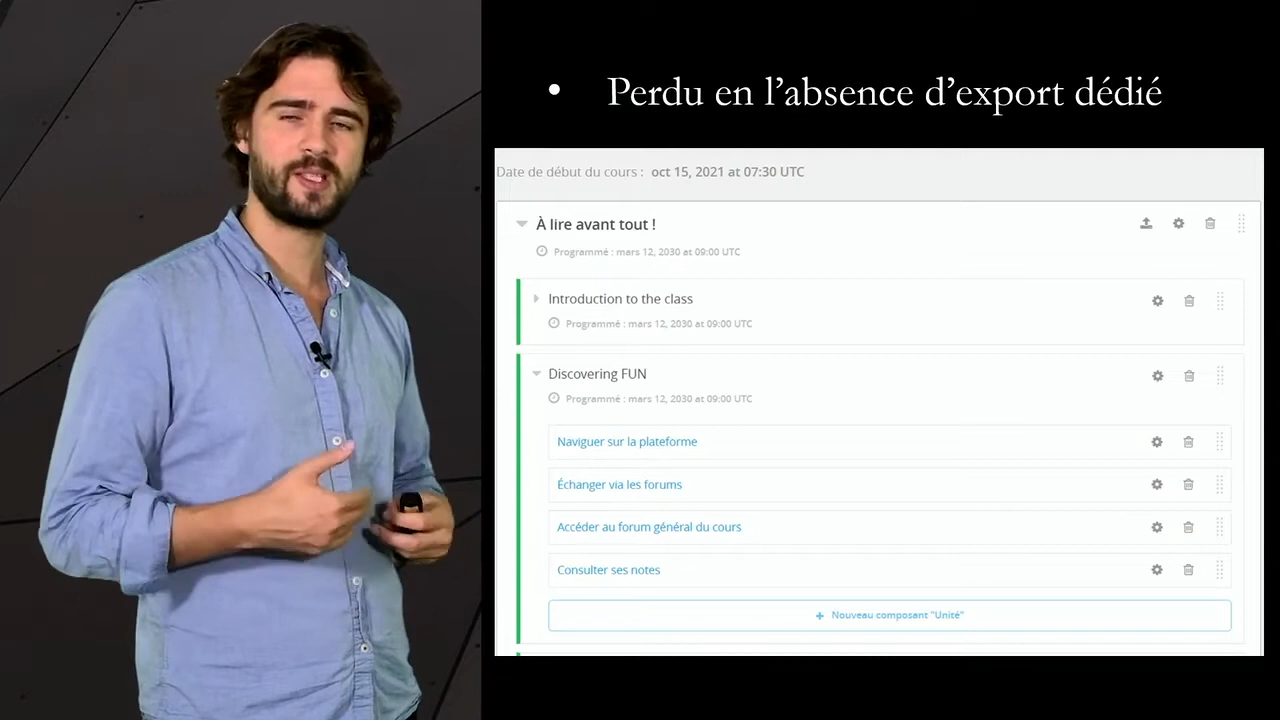 • Perdu en l’absence d’export dédié
Date de début du cours : oct 15, 2021 at 07:30 UTC
À lire avant tout !
Programmé : mars 12, 2030 at 09:00 UTC
Introduction to the class
Programmé : mars 12, 2030 at 09:00 UTC
Discovering FUN
Programmé : mars 12, 2030 at 09:00 UTC
Naviguer sur la plateforme
Échanger via les forums
Accéder au forum général du cours
Consulter ses notes
+ Nouveau composant "Unité"